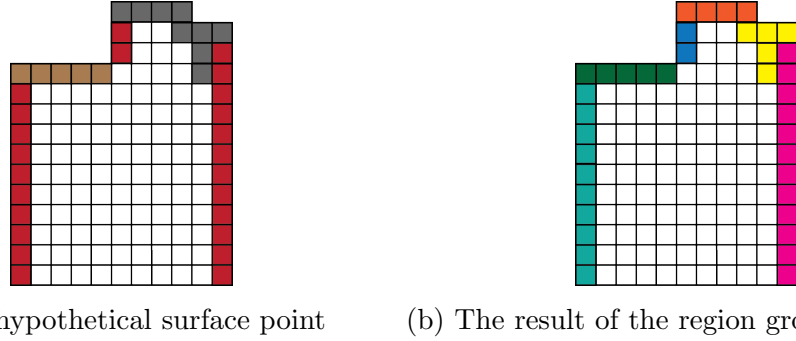 hypothetical surface point
(b) The result of the region gro